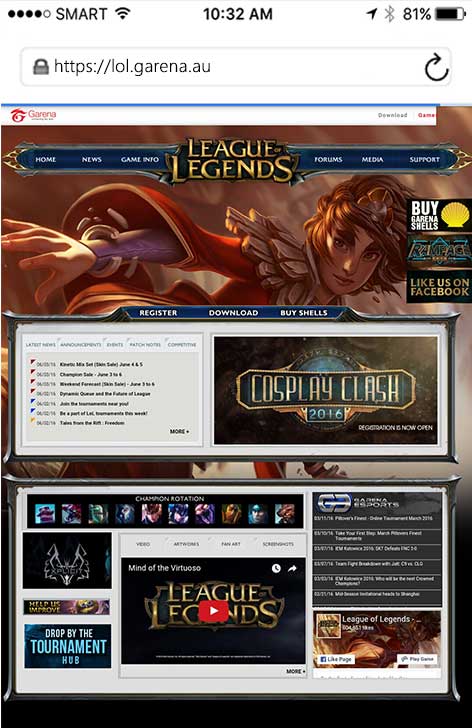 SMART
10:32 AM
81%
https://lol.garena.au
Garena
Download
Game
LEAGUE OF LEGENDS
HOME
NEWS
GAME INFO
FORUMS
MEDIA
SUPPORT
BUY
GARENA
SHELLS
RAMPAGE
LIKE US ON
FACEBOOK
REGISTER
DOWNLOAD
BUY SHELLS
LATEST NEWS
ANNOUNCEMENTS
EVENTS
PATCH NOTES
COMPETITIVE
06/03/16 Kinetic Mix Set (Skin Sale) June 4 & 5
06/03/16 Champion Sale - June 3 to 6
06/03/16 Weekend Forecast (Skin Sale) - June 3 to 6
06/02/16 Dynamic Queue and the Future of League
06/02/16 Join the tournaments near you!
06/02/16 Be a part of LoL tournaments this week!
06/02/16 Tales from the Rift : Freedom
MORE +
COSPLAY CLASH
2016
REGISTRATION IS NOW OPEN
CHAMPION ROTATION
XPLICIT
HELP US
IMPROVE
DROP BY THE
TOURNAMENT
HUB
VIDEO
ARTWORKS
FAN ART
SCREENSHOTS
Mind of the Virtuoso
LEAGUE OF LEGENDS
MORE +
GARENA
ESPORTS
03/11/16 Piltover's Finest - Online Tournament March 2016
03/10/16 Take Your First Step: March Piltovers Finest
Tournaments
03/07/16 IEM Katowice 2016: SKT Defeats FNC 3-0
03/03/16 Team Fight Breakdown with Jatt: C9 vs. CLG
03/03/16 IEM Katowice 2016: Who will be the next Crowned
Champions?
02/02/16 Mid-Season Invitational heads to Shanghai
League of Legends - ...
604,651 likes
Like Page
Play Game